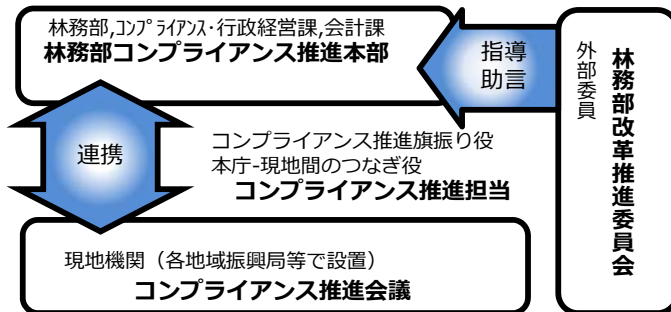 林務部,ｺﾝﾌﾟﾗｲｱﾝｽ･行政経営課,会計課
林務部コンプライアンス推進本部
指導
助言
外部委員
林務部改革推進委員会
連携
コンプライアンス推進旗振り役
本庁-現地間のつなぎ役
コンプライアンス推進担当
現地機関（各地域振興局等で設置）
コンプライアンス推進会議